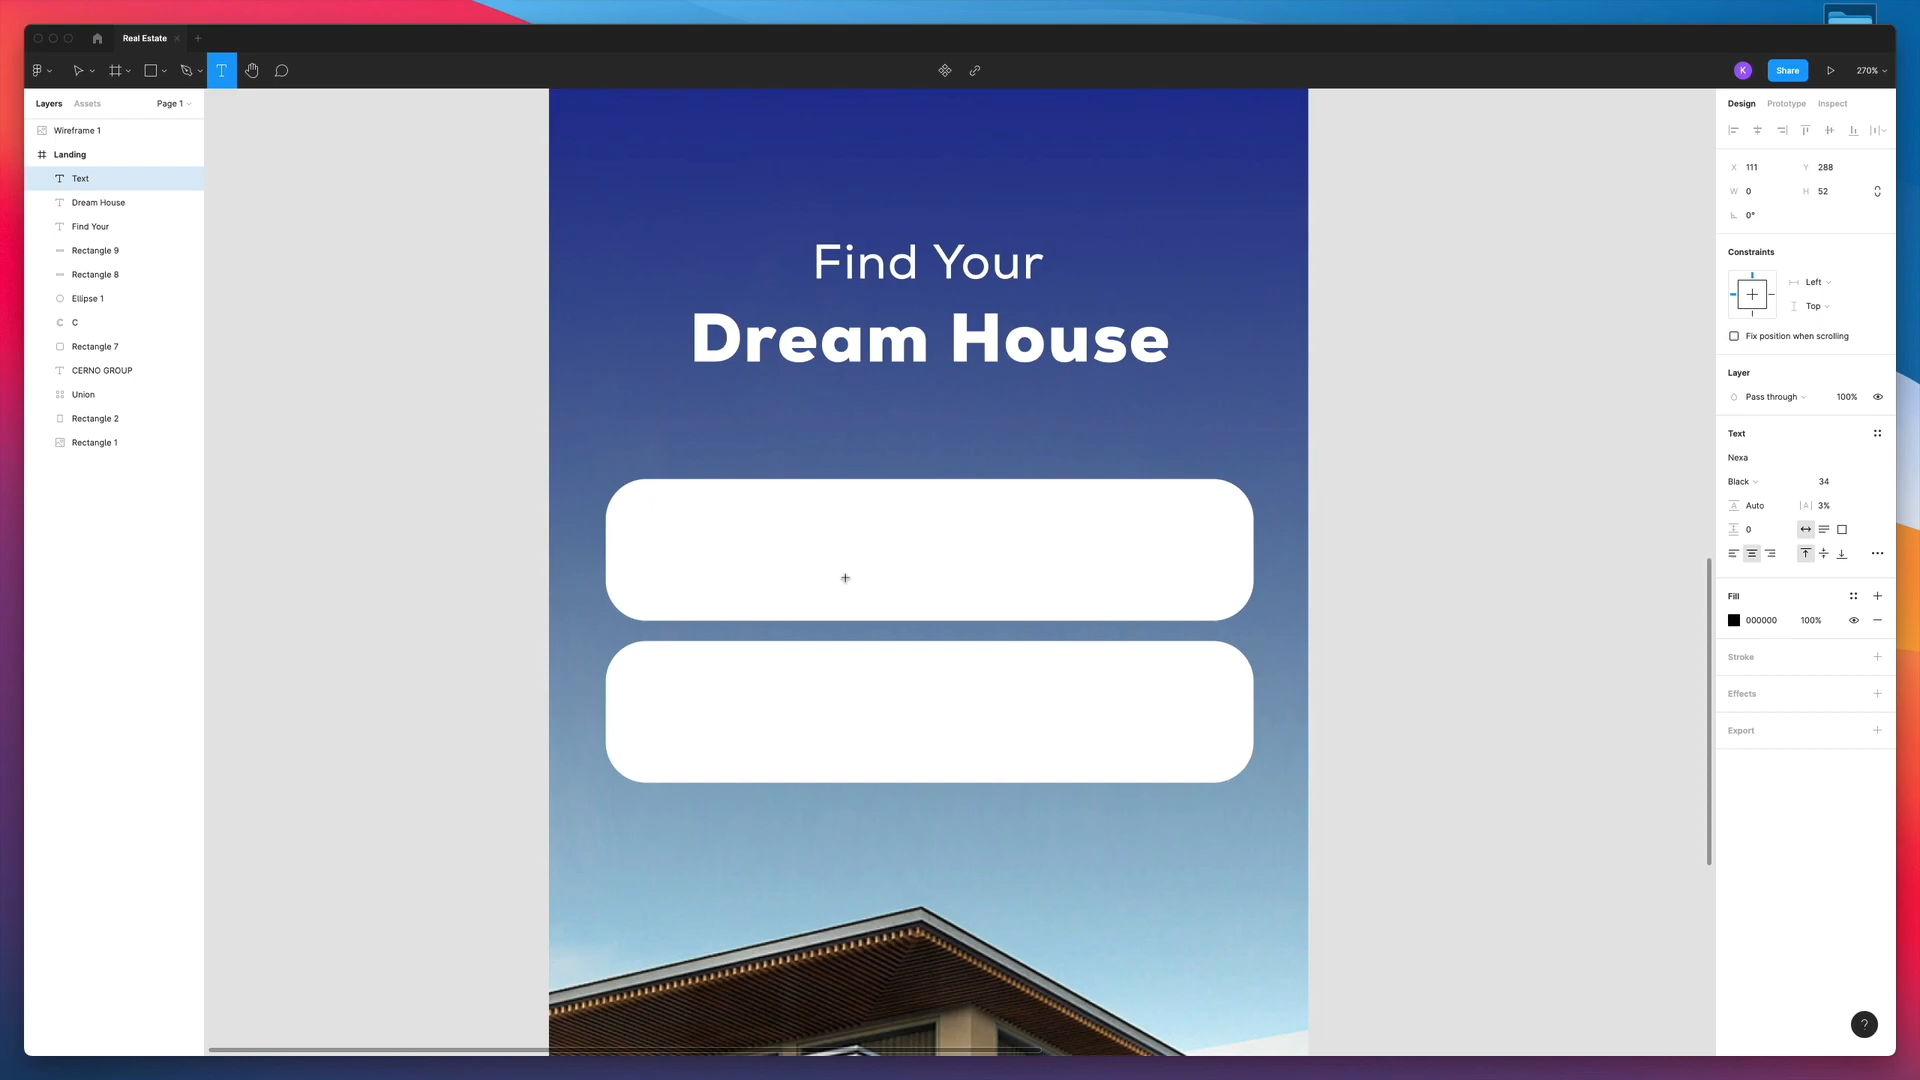 Real Estate
K
Share
270%
Layers
Assets
Page 1
Design
Prototype
Inspect
Wireframe 1
Landing
Text
Dream House
Find Your
Rectangle 9
Rectangle 8
Ellipse 1
C
Rectangle 7
CERNO GROUP
Union
Rectangle 2
Rectangle 1
Find Your
Dream House
X 111
Y 288
W 0
H 52
0°
Constraints
Left
Top
Fix position when scrolling
Layer
Pass through
100%
Text
Nexa
Black
34
Auto
|A| 3%
0
Fill
000000
100%
Stroke
Effects
Export
?